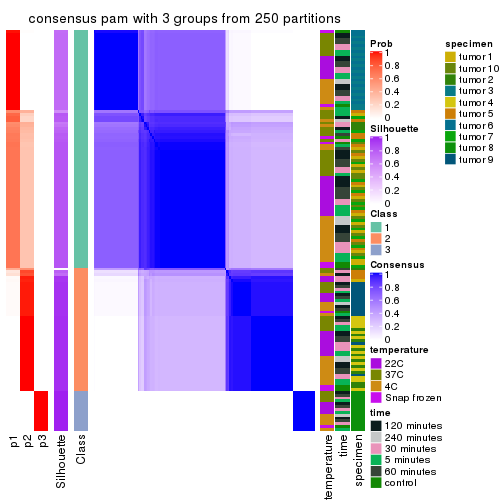 consensus pam with 3 groups from 250 partitions
Prob
1
0.8
0.6
0.4
0.2
0
Silhouette
1
0.8
0.6
0.4
0.2
0
Class
1
2
3
Consensus
1
0.8
0.6
0.4
0.2
0
temperature
22C
37C
4C
Snap frozen
time
120 minutes
240 minutes
30 minutes
5 minutes
60 minutes
control
specimen
tumor 1
tumor 10
tumor 2
tumor 3
tumor 4
tumor 5
tumor 6
tumor 7
tumor 8
tumor 9
p1
p2
p3
Silhouette
Class
temperature
time
specimen